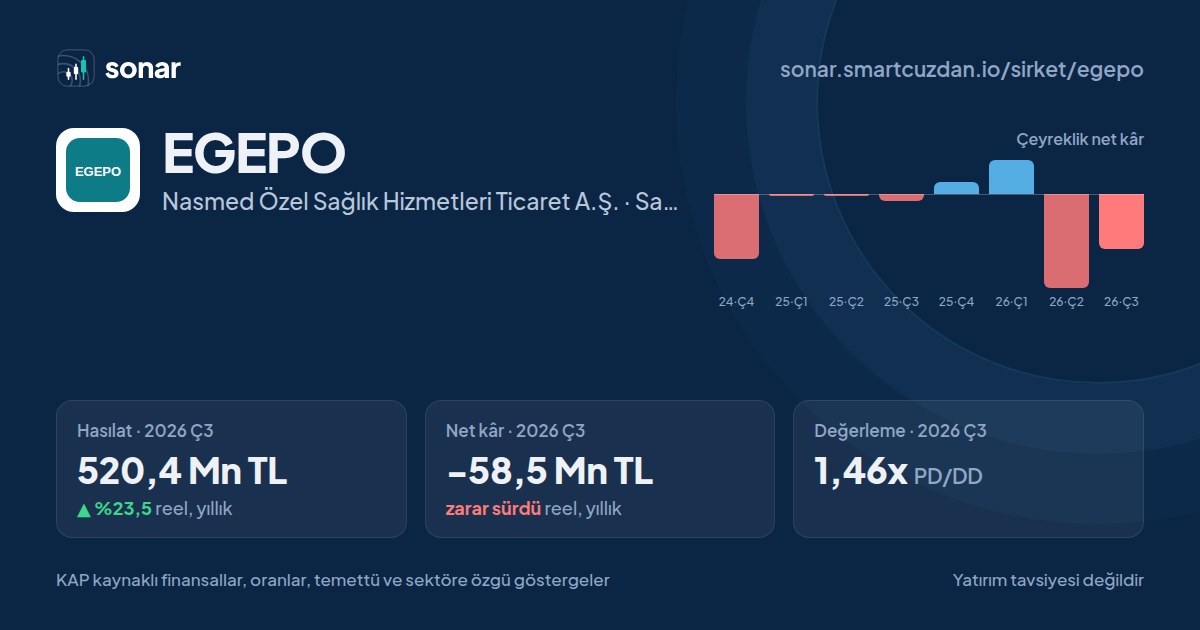 sonar
sonar.smartcuzdan.io/sirket/egepo
EGEPO
EGEPO
Nasmed Özel Sağlık Hizmetleri Ticaret A.Ş. · Sa...
Çeyreklik net kâr
24·Ç4 25·Ç1 25·Ç2 25·Ç3 25·Ç4 26·Ç1 26·Ç2 26·Ç3
Hasılat · 2026 Ç3
520,4 Mn TL
▲ %23,5 reel, yıllık
Net kâr · 2026 Ç3
−58,5 Mn TL
zarar sürdü reel, yıllık
Değerleme · 2026 Ç3
1,46x PD/DD
KAP kaynaklı finansallar, oranlar, temettü ve sektöre özgü göstergeler
Yatırım tavsiyesi değildir